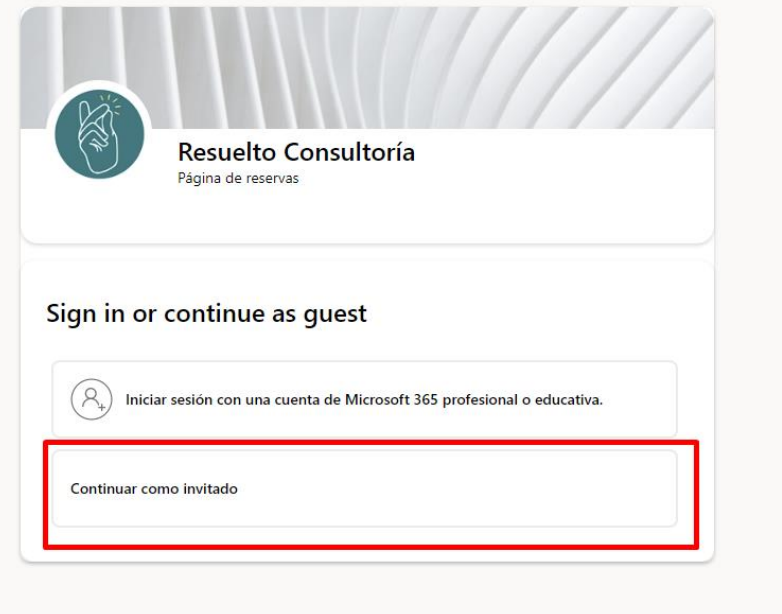 Resuelto Consultoría
Página de reservas
Sign in or continue as guest
Iniciar sesión con una cuenta de Microsoft 365 profesional o educativa.
Continuar como invitado